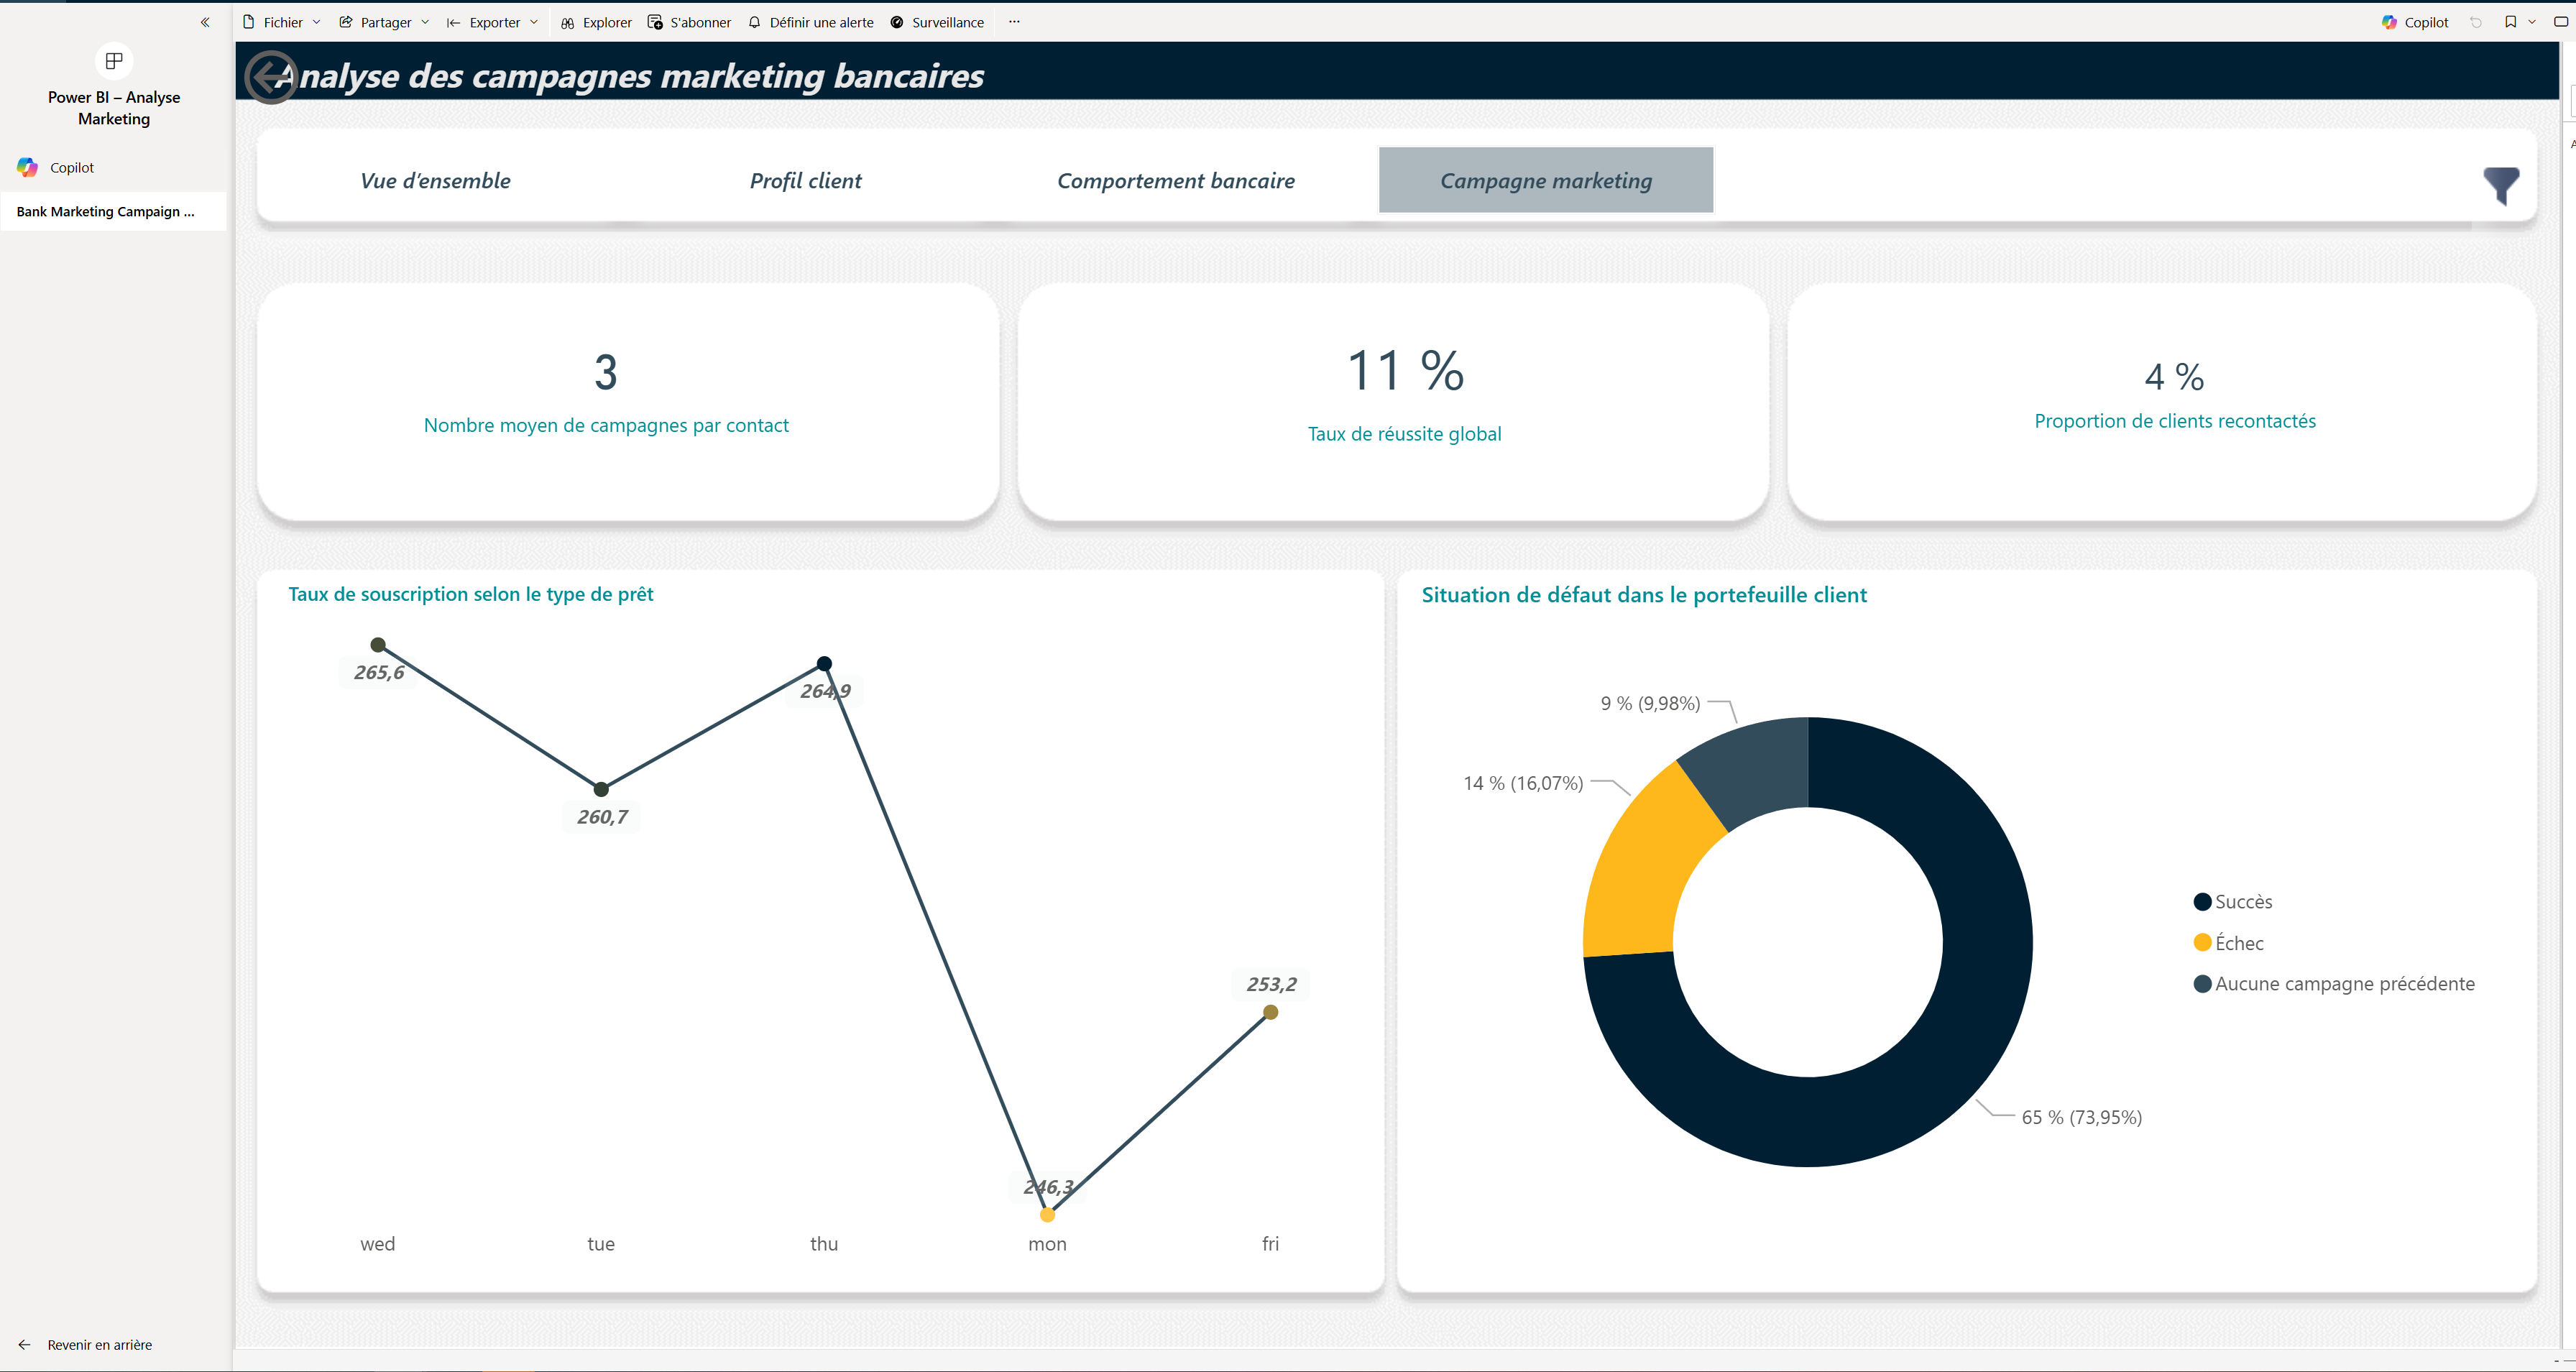 Fichier
Partager
Exporter
Explorer
S'abonner
Définir une alerte
Surveillance
Copilot
Power BI – Analyse
Marketing
Copilot
Bank Marketing Campaign ...
Revenir en arrière
Analyse des campagnes marketing bancaires
Vue d'ensemble
Profil client
Comportement bancaire
Campagne marketing
3
Nombre moyen de campagnes par contact
11 %
Taux de réussite global
4 %
Proportion de clients recontactés
Taux de souscription selon le type de prêt
265,6
260,7
264,9
246,3
253,2
wed
tue
thu
mon
fri
Situation de défaut dans le portefeuille client
9 % (9,98%)
14 % (16,07%)
65 % (73,95%)
Succès
Échec
Aucune campagne précédente